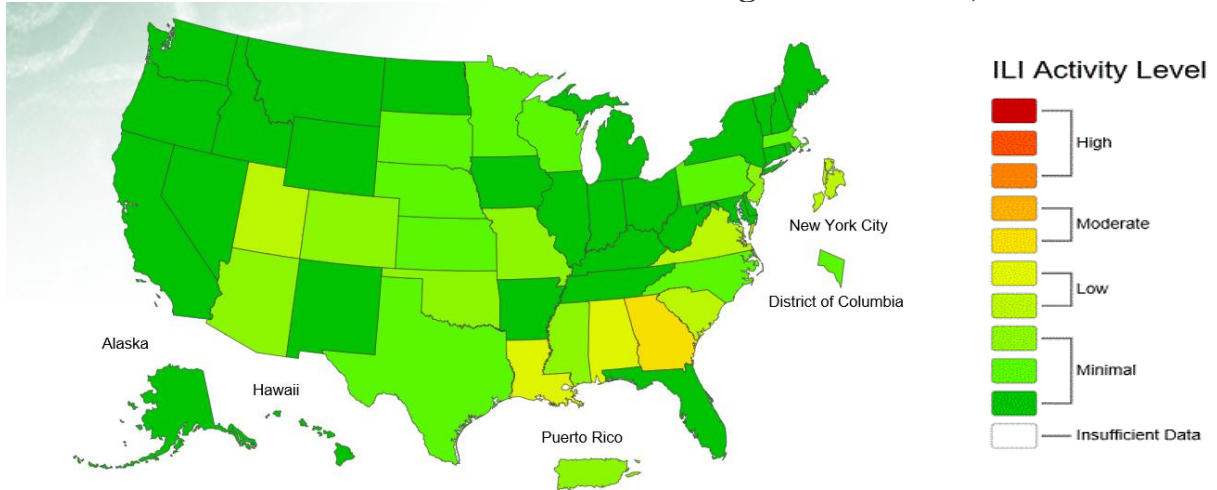 ILI Activity Level
High
Moderate
New York City
Low
District of Columbia
Alaska
Minimal
Hawaii
Puerto Rico
Insufficient Data